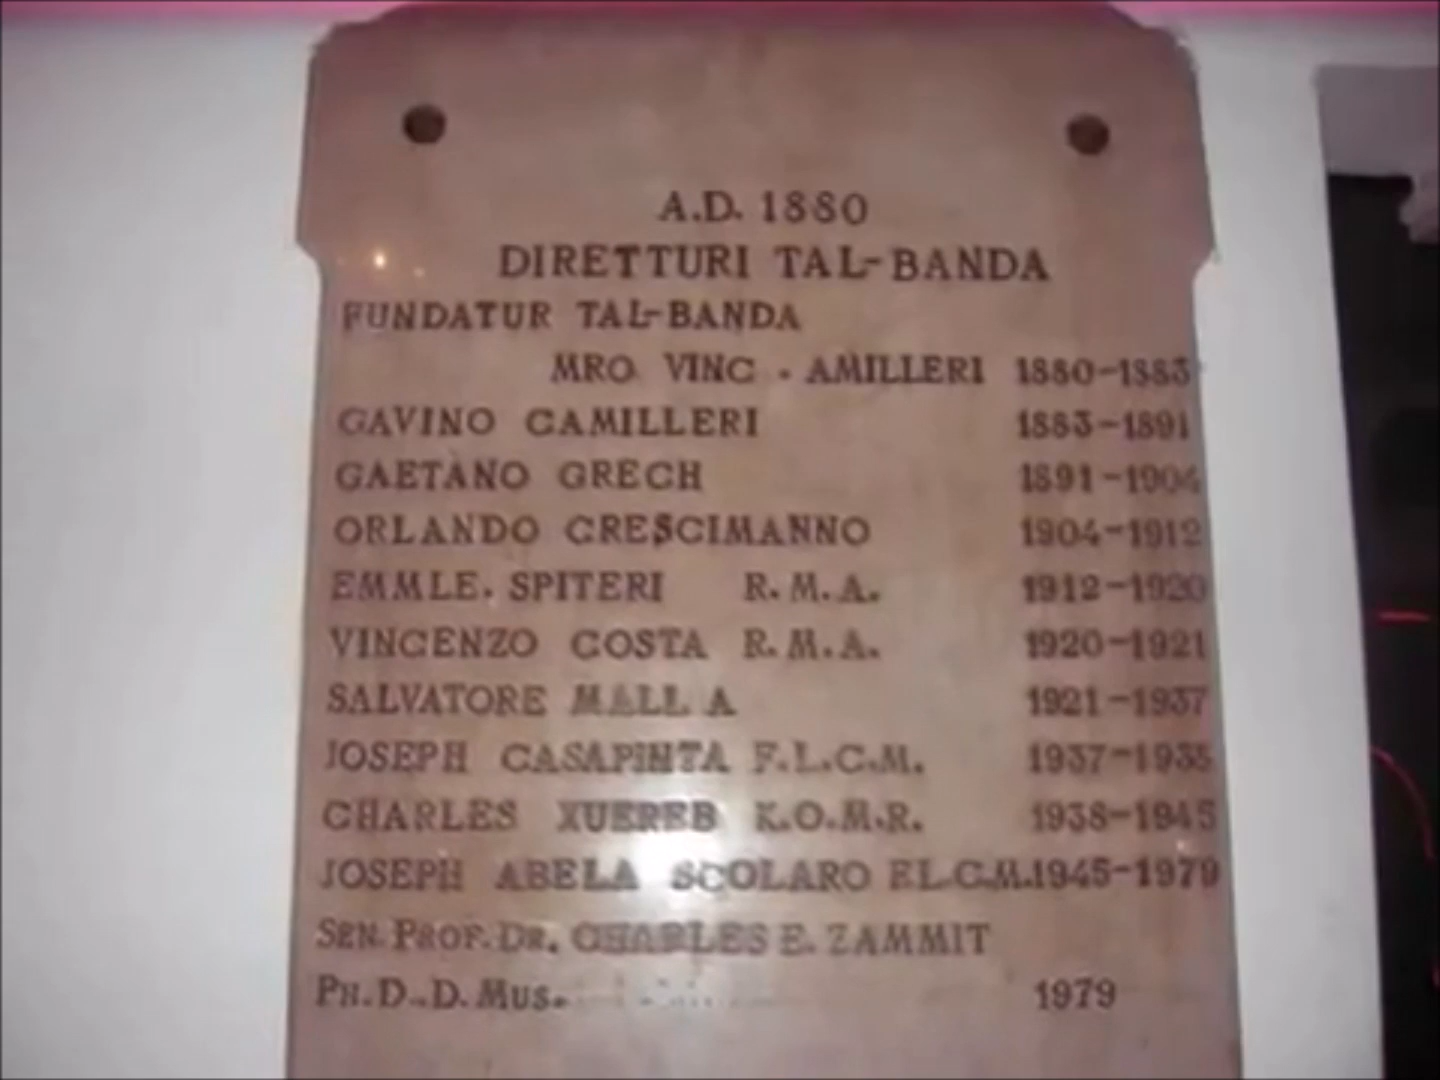 A.D. 1880
DIRETTURI TAL-BANDA
FUNDATUR TAL-BANDA
MRO VINC . AMILLERI 1880-1883
GAVINO CAMILLERI 1883-1891
GAETANO GRECH 1891-1904
ORLANDO CRESCIMANNO 1904-1912
EMMLE. SPITERI R.M.A. 1912-1920
VINCENZO COSTA R.M.A. 1920-1921
SALVATORE MALLIA 1921-1937
JOSEPH CASAPINTA F.L.C.M. 1937-1938
CHARLES XUEREB K.O.M.R. 1938-1945
JOSEPH ABELA SCOLARO F.L.C.M. 1945-1979
SEN. PROF. DR. CHARLES E. ZAMMIT
PH.D..D. MUS. 1979